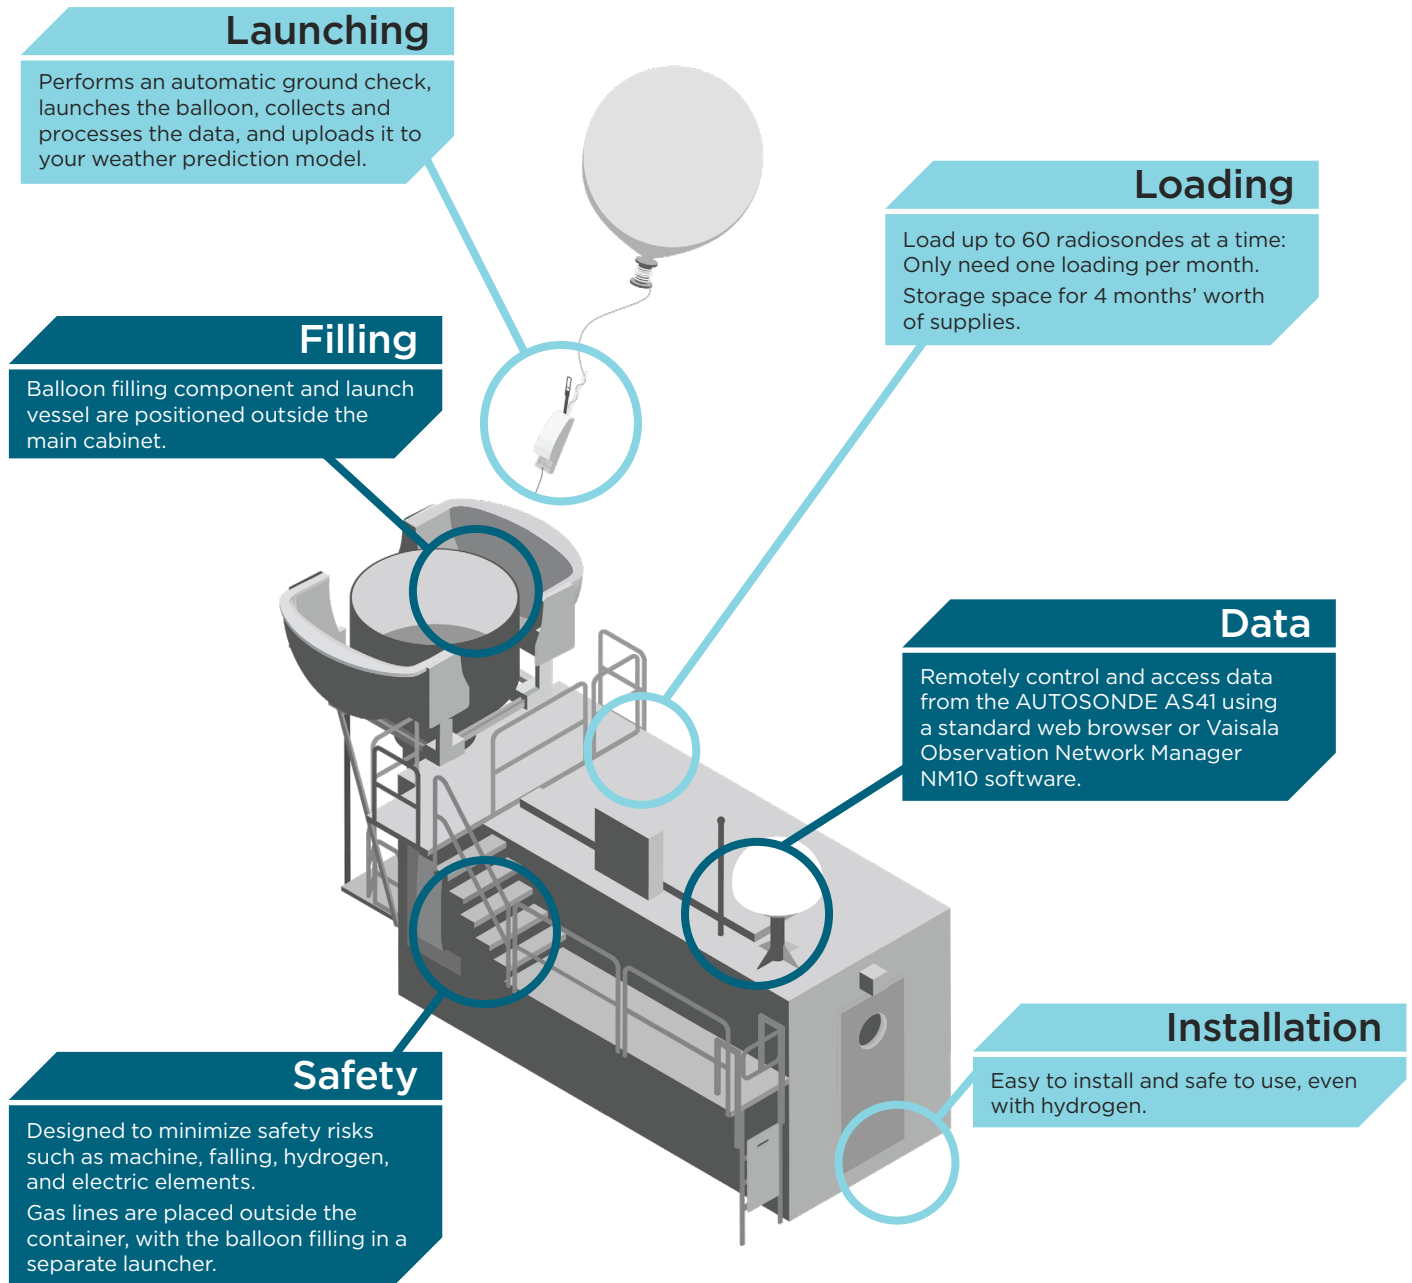 Launching
Performs an automatic ground check,
launches the balloon, collects and
processes the data, and uploads it to
your weather prediction model.
Loading
Load up to 60 radiosondes at a time:
Only need one loading per month.
Storage space for 4 months’ worth
of supplies.
Filling
Balloon filling component and launch
vessel are positioned outside the
main cabinet.
Data
Remotely control and access data
from the AUTOSONDE AS41 using
a standard web browser or Vaisala
Observation Network Manager
NM10 software.
Installation
Easy to install and safe to use, even
with hydrogen.
Safety
Designed to minimize safety risks
such as machine, falling, hydrogen,
and electric elements.
Gas lines are placed outside the
container, with the balloon filling in a
separate launcher.